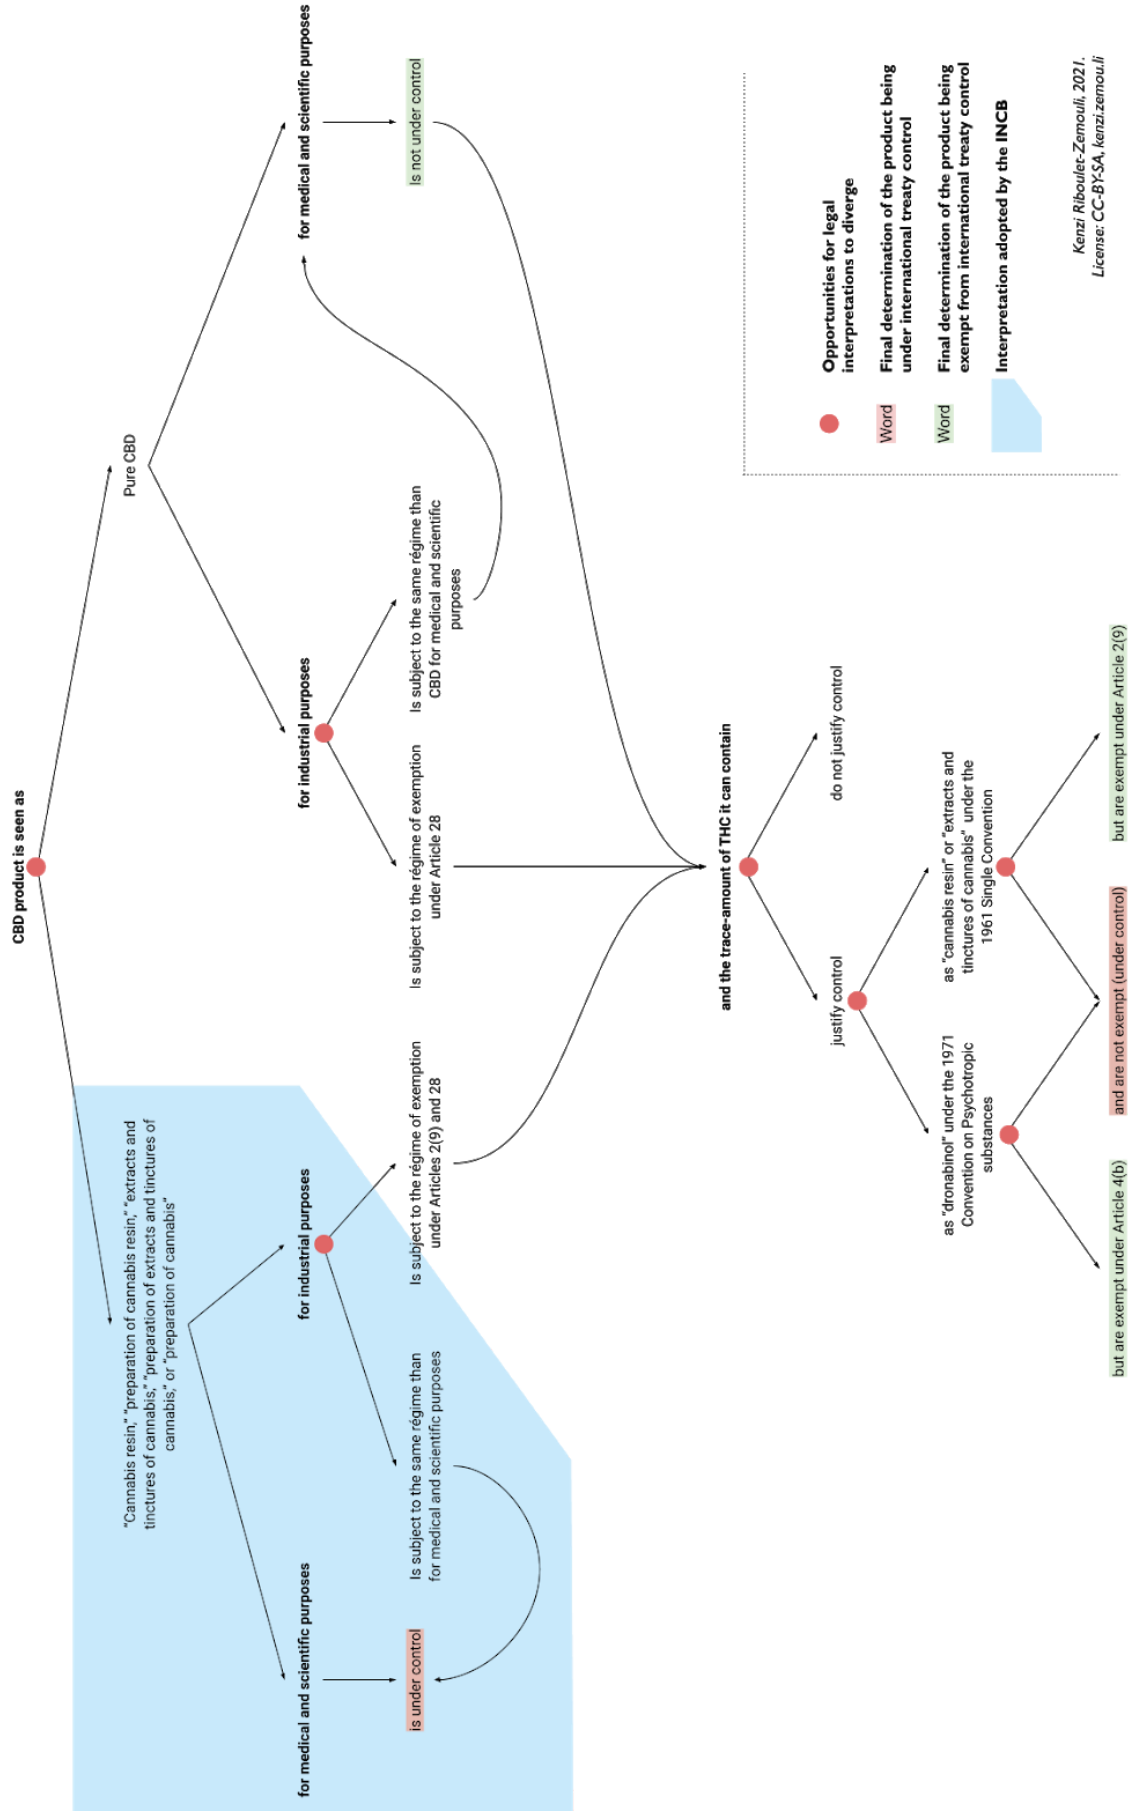 CBD product is seen as
“Cannabis resin,” “preparation of cannabis resin,” “extracts and
tinctures of cannabis,” “preparation of extracts and tinctures of
cannabis,” or “preparation of cannabis”
Pure CBD
for medical and scientific purposes
for industrial purposes
for industrial purposes
for medical and scientific purposes
is under control
Is subject to the same régime than
for medical and scientific purposes
Is subject to the régime of exemption
under Articles 2(9) and 28
Is subject to the régime of exemption
under Article 28
Is subject to the same régime than
CBD for medical and scientific
purposes
Is not under control
and the trace-amount of THC it can contain
justify control
do not justify control
as “dronabinol” under the 1971
Convention on Psychotropic
substances
as “cannabis resin” or “extracts and
tinctures of cannabis” under the
1961 Single Convention
but are exempt under Article 4(b)
and are not exempt (under control)
but are exempt under Article 2(9)
Opportunities for legal
interpretations to diverge
Word
Final determination of the product being
under international treaty control
Word
Final determination of the product being
exempt from international treaty control
Interpretation adopted by the INCB
Kenzi Riboulet-Zemouli, 2021.
License: CC-BY-SA, kenzi.zemou.li